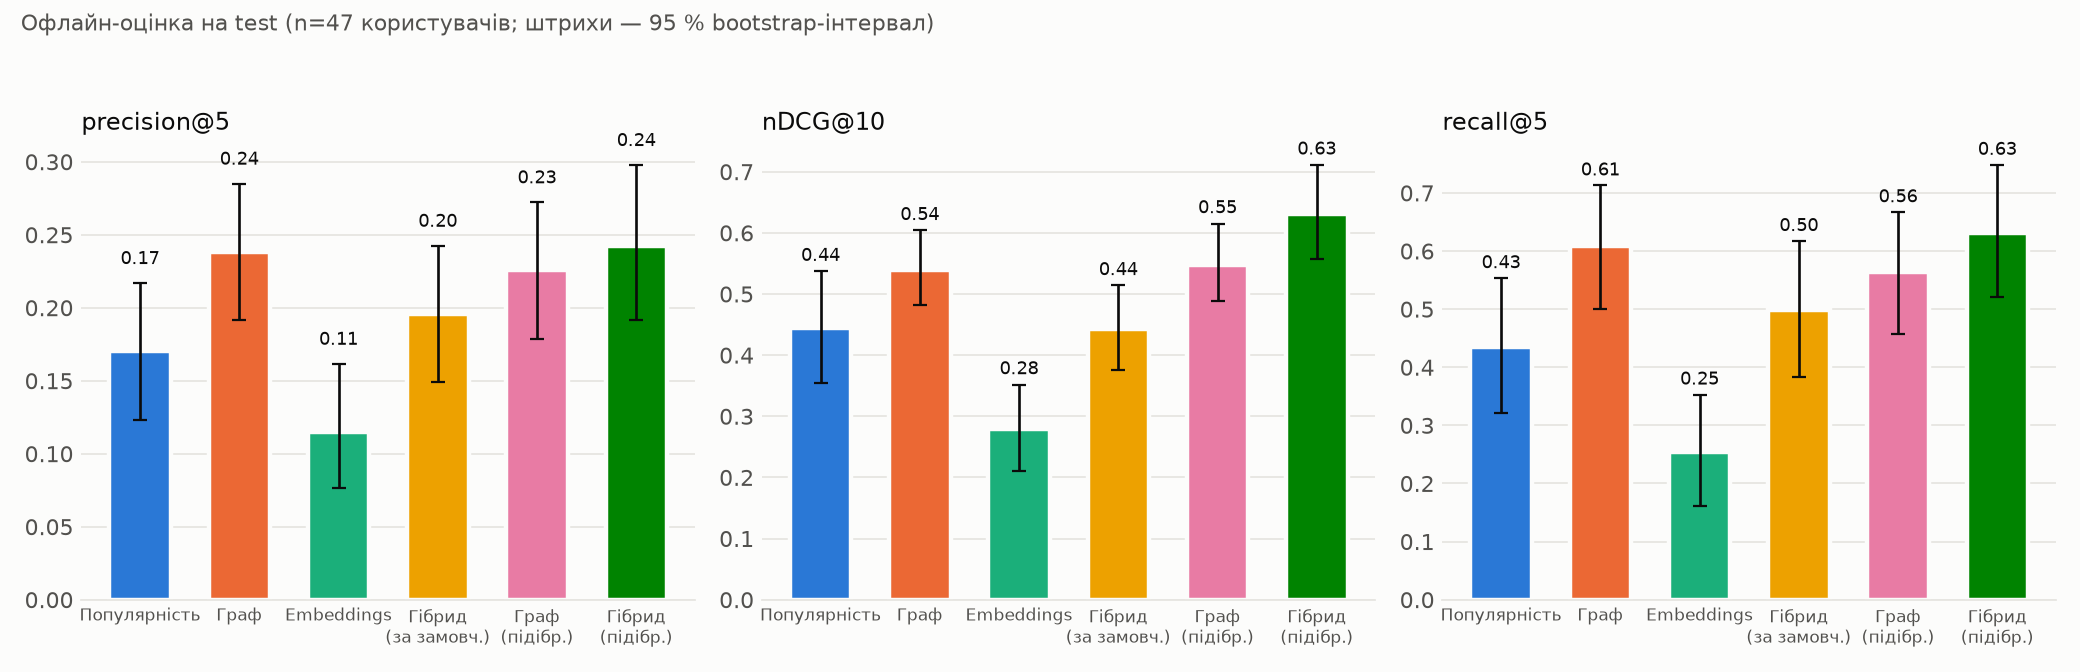 Офлайн-оцінка на test (n=47 користувачів; штрихи — 95 % bootstrap-інтервал)
precision@5
0.30
0.25
0.20
0.15
0.10
0.05
0.00
0.17
0.24
0.11
0.20
0.23
0.24
Популярність
Граф
Embeddings
Гібрид
(за замовч.)
Граф
(підібр.)
Гібрид
(підібр.)
nDCG@10
0.7
0.6
0.5
0.4
0.3
0.2
0.1
0.0
0.44
0.54
0.28
0.44
0.55
0.63
Популярність
Граф
Embeddings
Гібрид
(за замовч.)
Граф
(підібр.)
Гібрид
(підібр.)
recall@5
0.7
0.6
0.5
0.4
0.3
0.2
0.1
0.0
0.43
0.61
0.25
0.50
0.56
0.63
Популярність
Граф
Embeddings
Гібрид
(за замовч.)
Граф
(підібр.)
Гібрид
(підібр.)